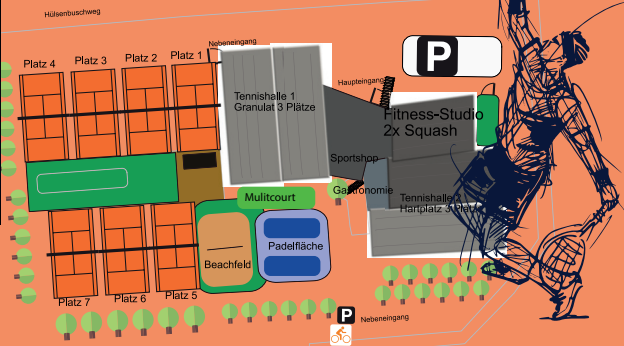 Hülsenbuschweg
Nebeneingang
Platz 4
Platz 3
Platz 2
Platz 1
P
Haupteingang
Tennishalle 1
Granulat 3 Plätze
Fitness-Studio
2x Squash
Sportshop
Gastronomie
Mulitcourt
Tennishalle 2
Hartplatz 3 Plätze
Padelfläche
Beachfeld
Platz 7
Platz 6
Platz 5
P
Nebeneingang